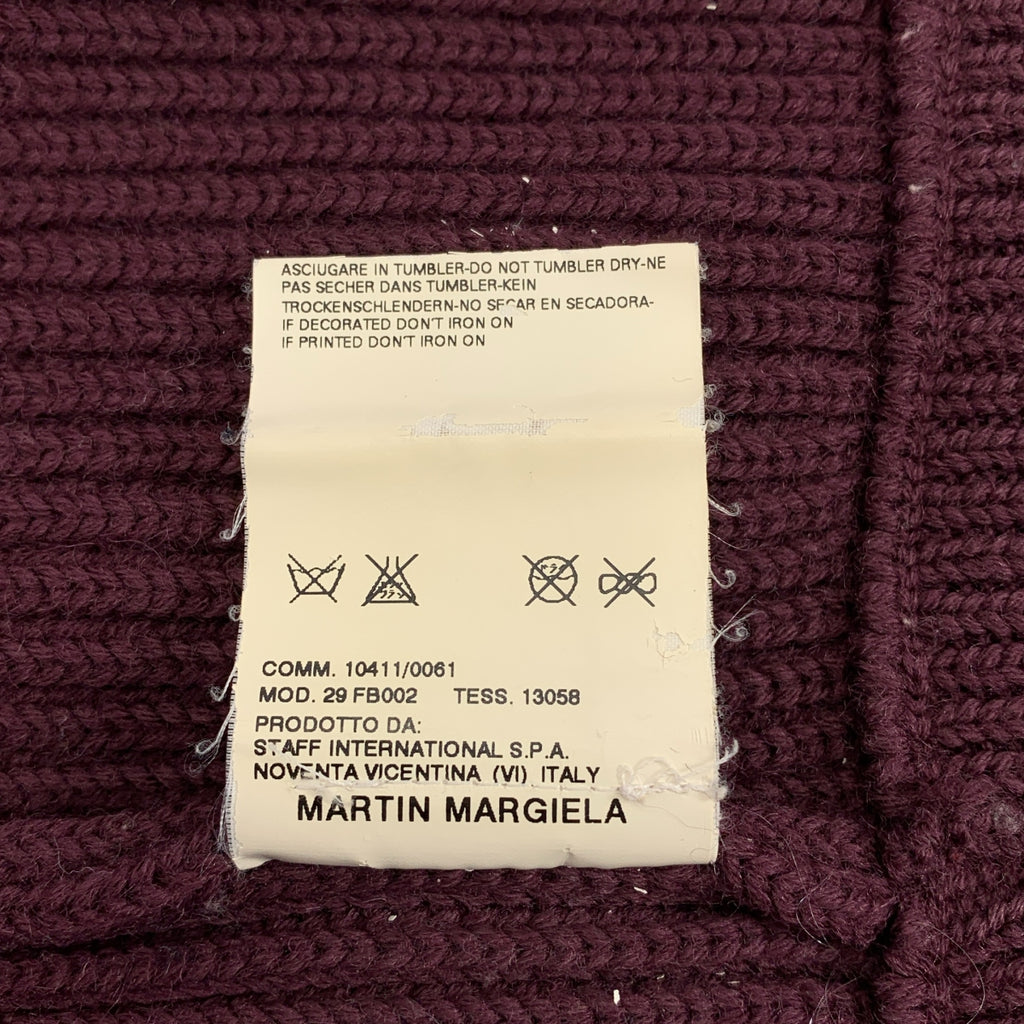 ASCIUGARE IN TUMBLER-DO NOT TUMBLER DRY-NE
PAS SECHER DANS TUMBLER-KEIN
TROCKENSCHLENDERN-NO SECAR EN SECADORA-
IF DECORATED DON'T IRON ON
IF PRINTED DON'T IRON ON
COMM. 10411/0061
MOD. 29 FB002 TESS. 13058
PRODOTTO DA:
STAFF INTERNATIONAL S.P.A.
NOVENTA VICENTINA (VI) ITALY
MARTIN MARGIELA